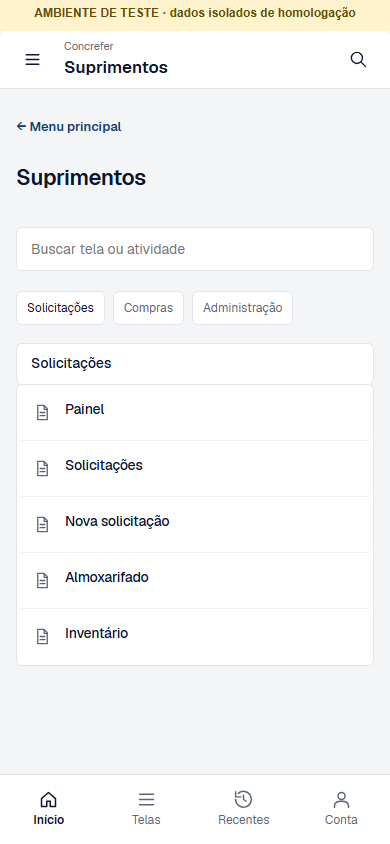 AMBIENTE DE TESTE · dados isolados de homologação
Concrefer
Suprimentos
← Menu principal
Suprimentos
Buscar tela ou atividade
Solicitações
Compras
Administração
Solicitações
Painel
Solicitações
Nova solicitação
Almoxarifado
Inventário
Início
Telas
Recentes
Conta